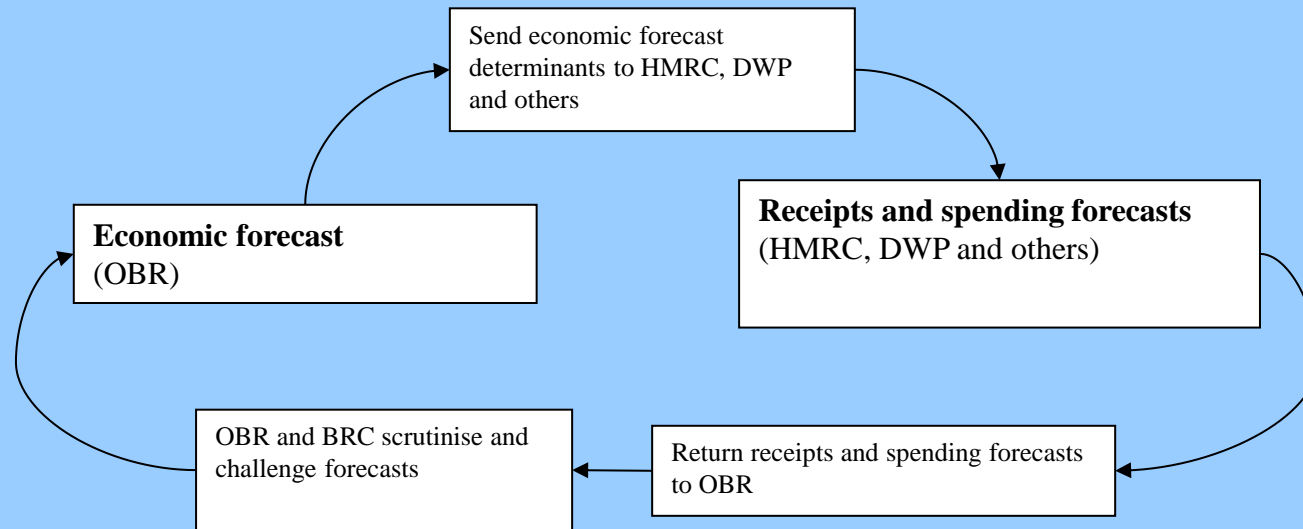 Send economic forecast
determinants to HMRC, DWP
and others
Economic forecast
(OBR)
Receipts and spending forecasts
(HMRC, DWP and others)
OBR and BRC scrutinise and
challenge forecasts
Return receipts and spending forecasts
to OBR